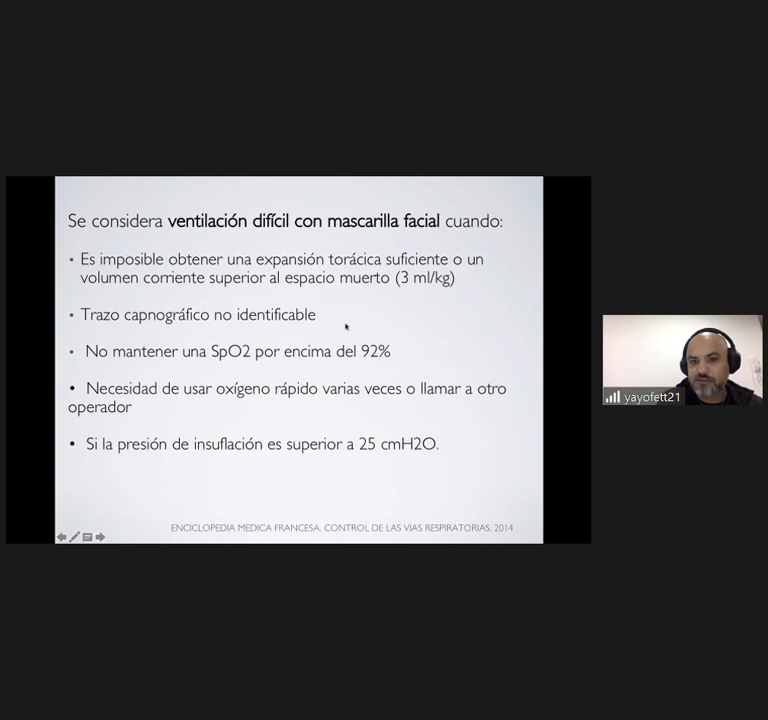 Se considera ventilación difícil con mascarilla facial cuando:
• Es imposible obtener una expansión torácica suficiente o un
volumen corriente superior al espacio muerto (3 ml/kg)
• Trazo capnográfico no identificable
• No mantener una SpO2 por encima del 92%
• Necesidad de usar oxígeno rápido varias veces o llamar a otro
operador
• Si la presión de insuflación es superior a 25 cmH2O.
ENCICLOPEDIA MEDICA FRANCESA. CONTROL DE LAS VIAS RESPIRATORIAS. 2014
yayofett21